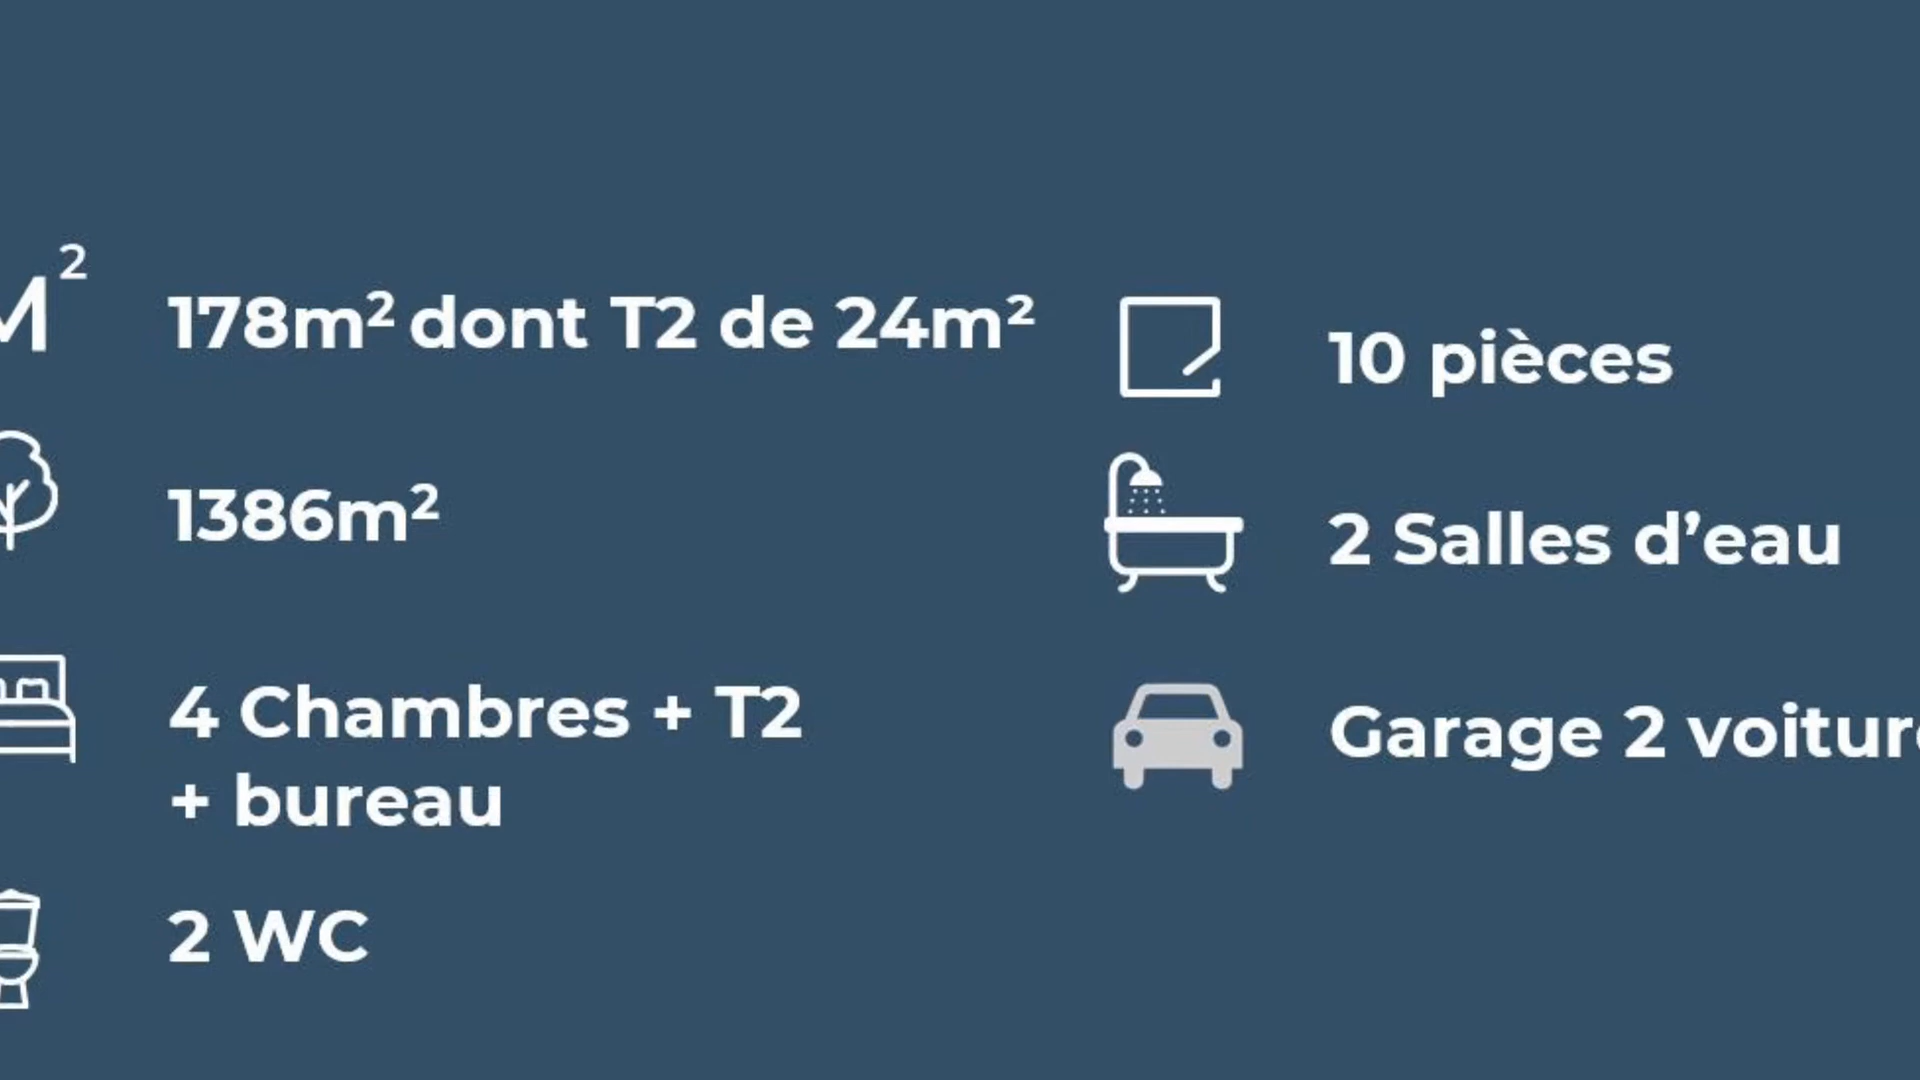 M²
178m² dont T2 de 24m²
1386m²
4 Chambres + T2
+ bureau
2 WC
10 pièces
2 Salles d’eau
Garage 2